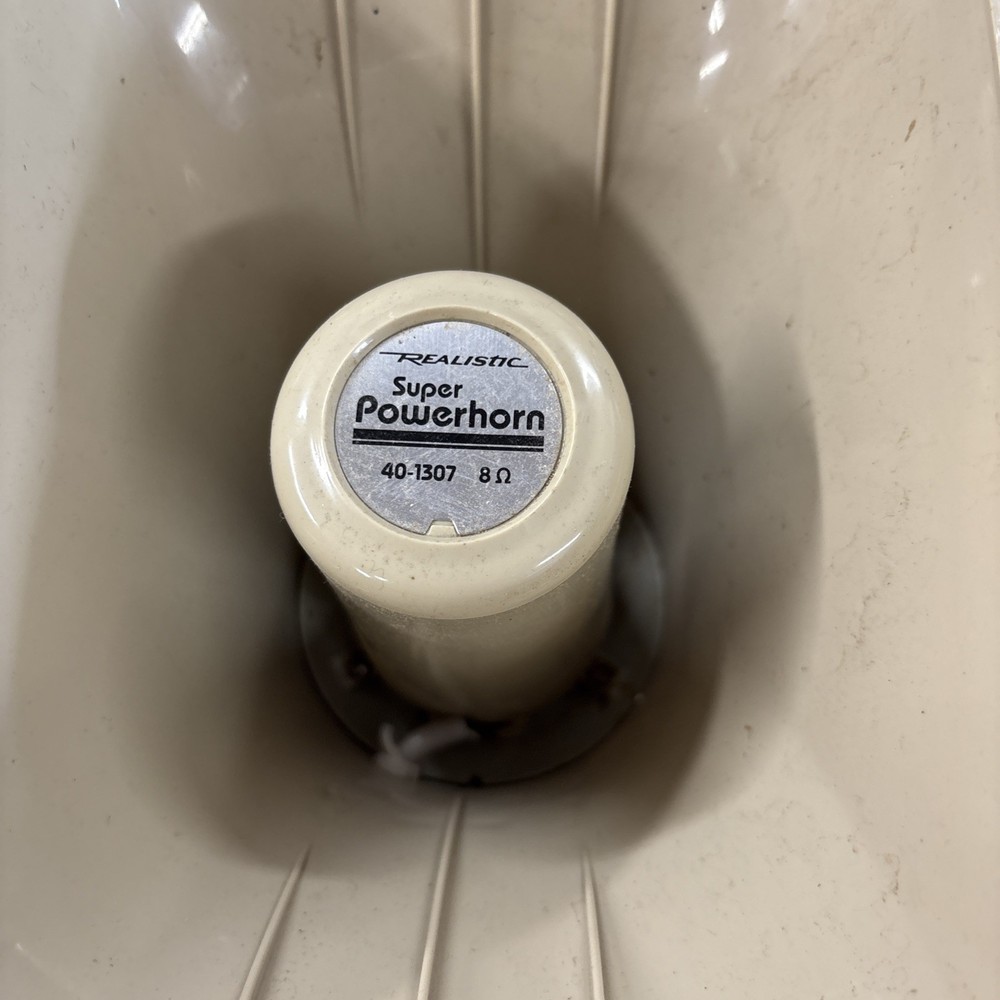 REALISTIC
Super
Powerhorn
40-1307 8Ω